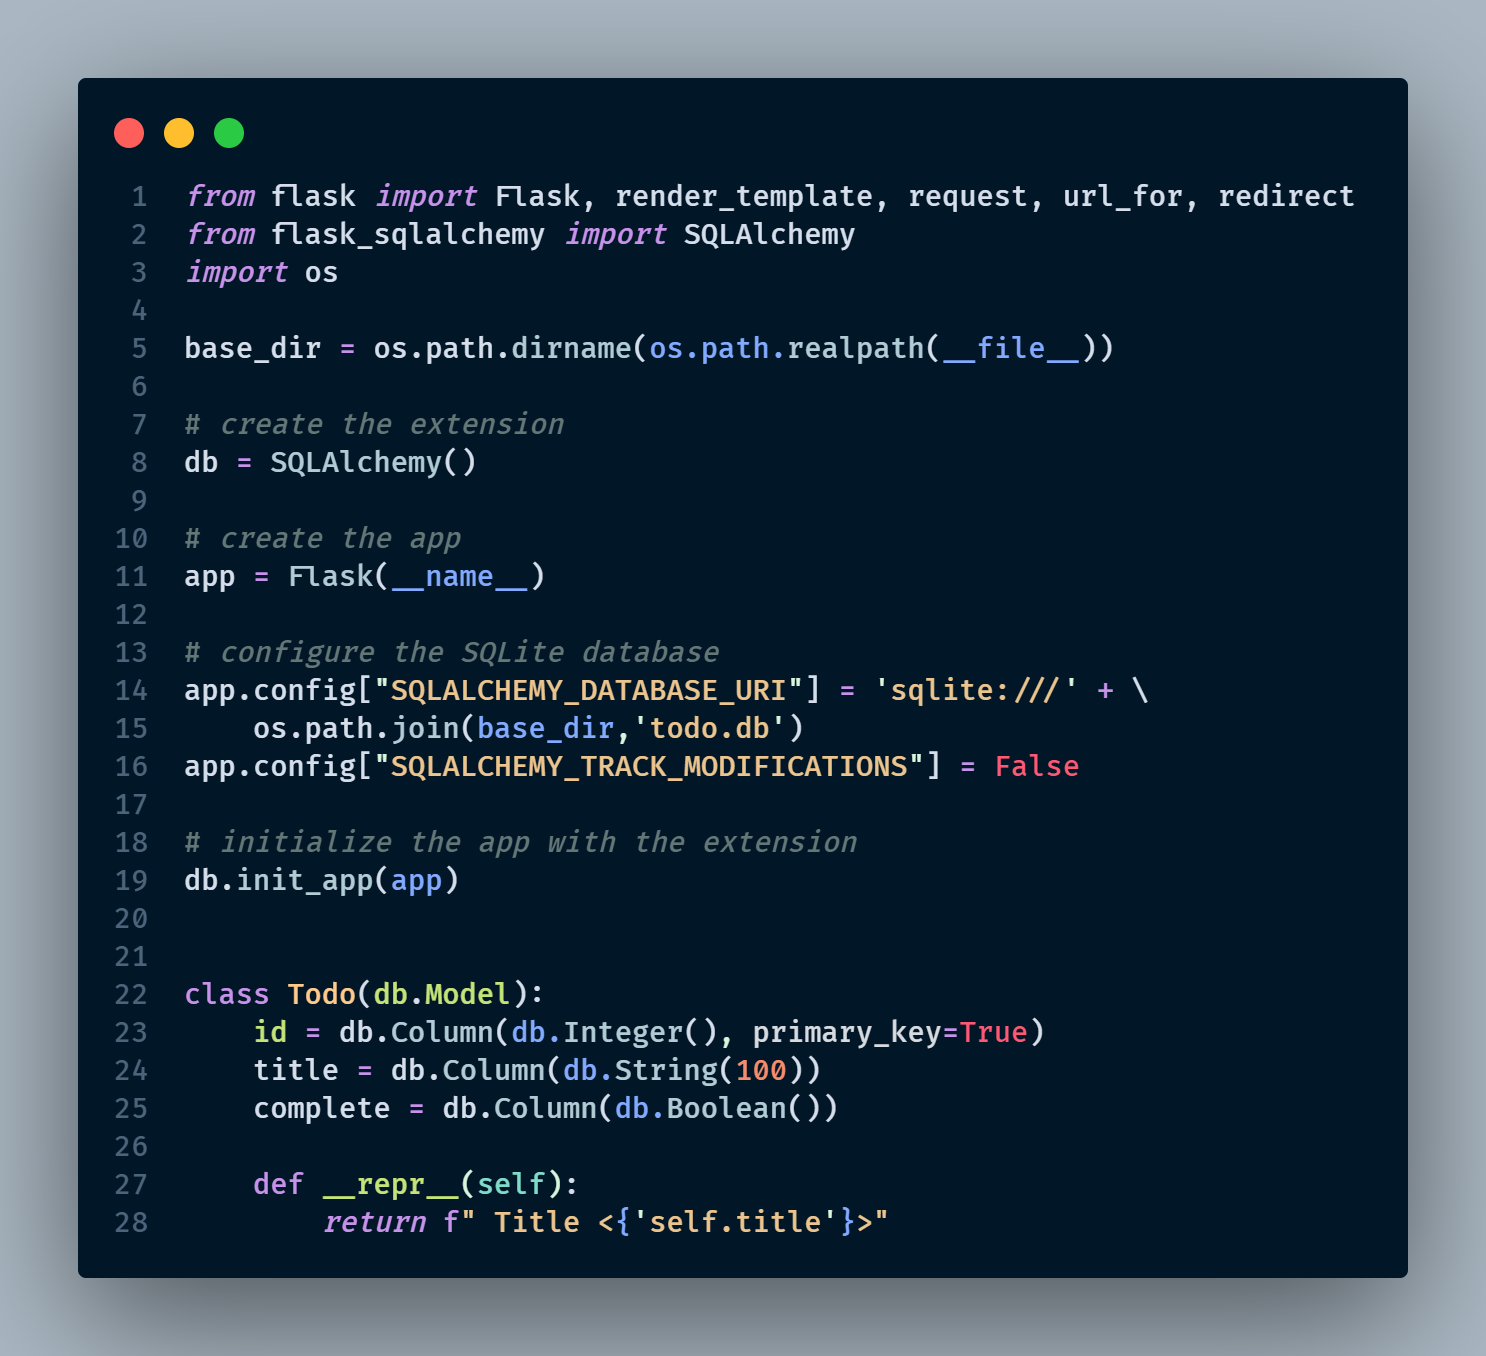 1 from flask import Flask, render_template, request, url_for, redirect
2 from flask_sqlalchemy import SQLAlchemy
3 import os
4
5 base_dir = os.path.dirname(os.path.realpath(__file__))
6
7 # create the extension
8 db = SQLAlchemy()
9
10 # create the app
11 app = Flask(__name__)
12
13 # configure the SQLite database
14 app.config["SQLALCHEMY_DATABASE_URI"] = 'sqlite:///' + \
15     os.path.join(base_dir,'todo.db')
16 app.config["SQLALCHEMY_TRACK_MODIFICATIONS"] = False
17
18 # initialize the app with the extension
19 db.init_app(app)
20
21
22 class Todo(db.Model):
23     id = db.Column(db.Integer(), primary_key=True)
24     title = db.Column(db.String(100))
25     complete = db.Column(db.Boolean())
26
27     def __repr__(self):
28         return f" Title <{'self.title'}>"